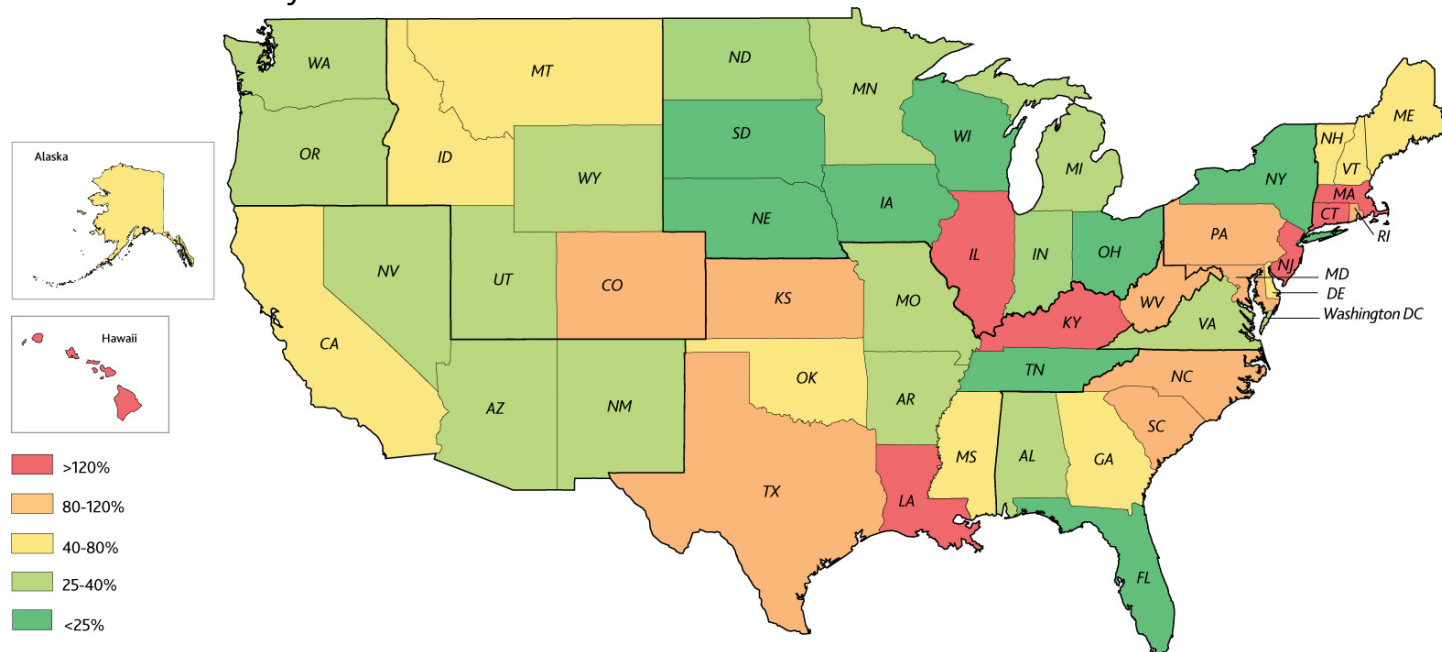 WA
MT
ND
MN
ME
OR
ID
SD
WI
NH
VT
Alaska
WY
MI
NY
MA
CT
RI
NE
IA
PA
NV
UT
CO
IL
IN
OH
NJ
MD
DE
Washington DC
KS
MO
WV
VA
KY
CA
Hawaii
OK
TN
NC
AZ
NM
AR
SC
MS
AL
GA
TX
LA
FL
>120%
80-120%
40-80%
25-40%
<25%